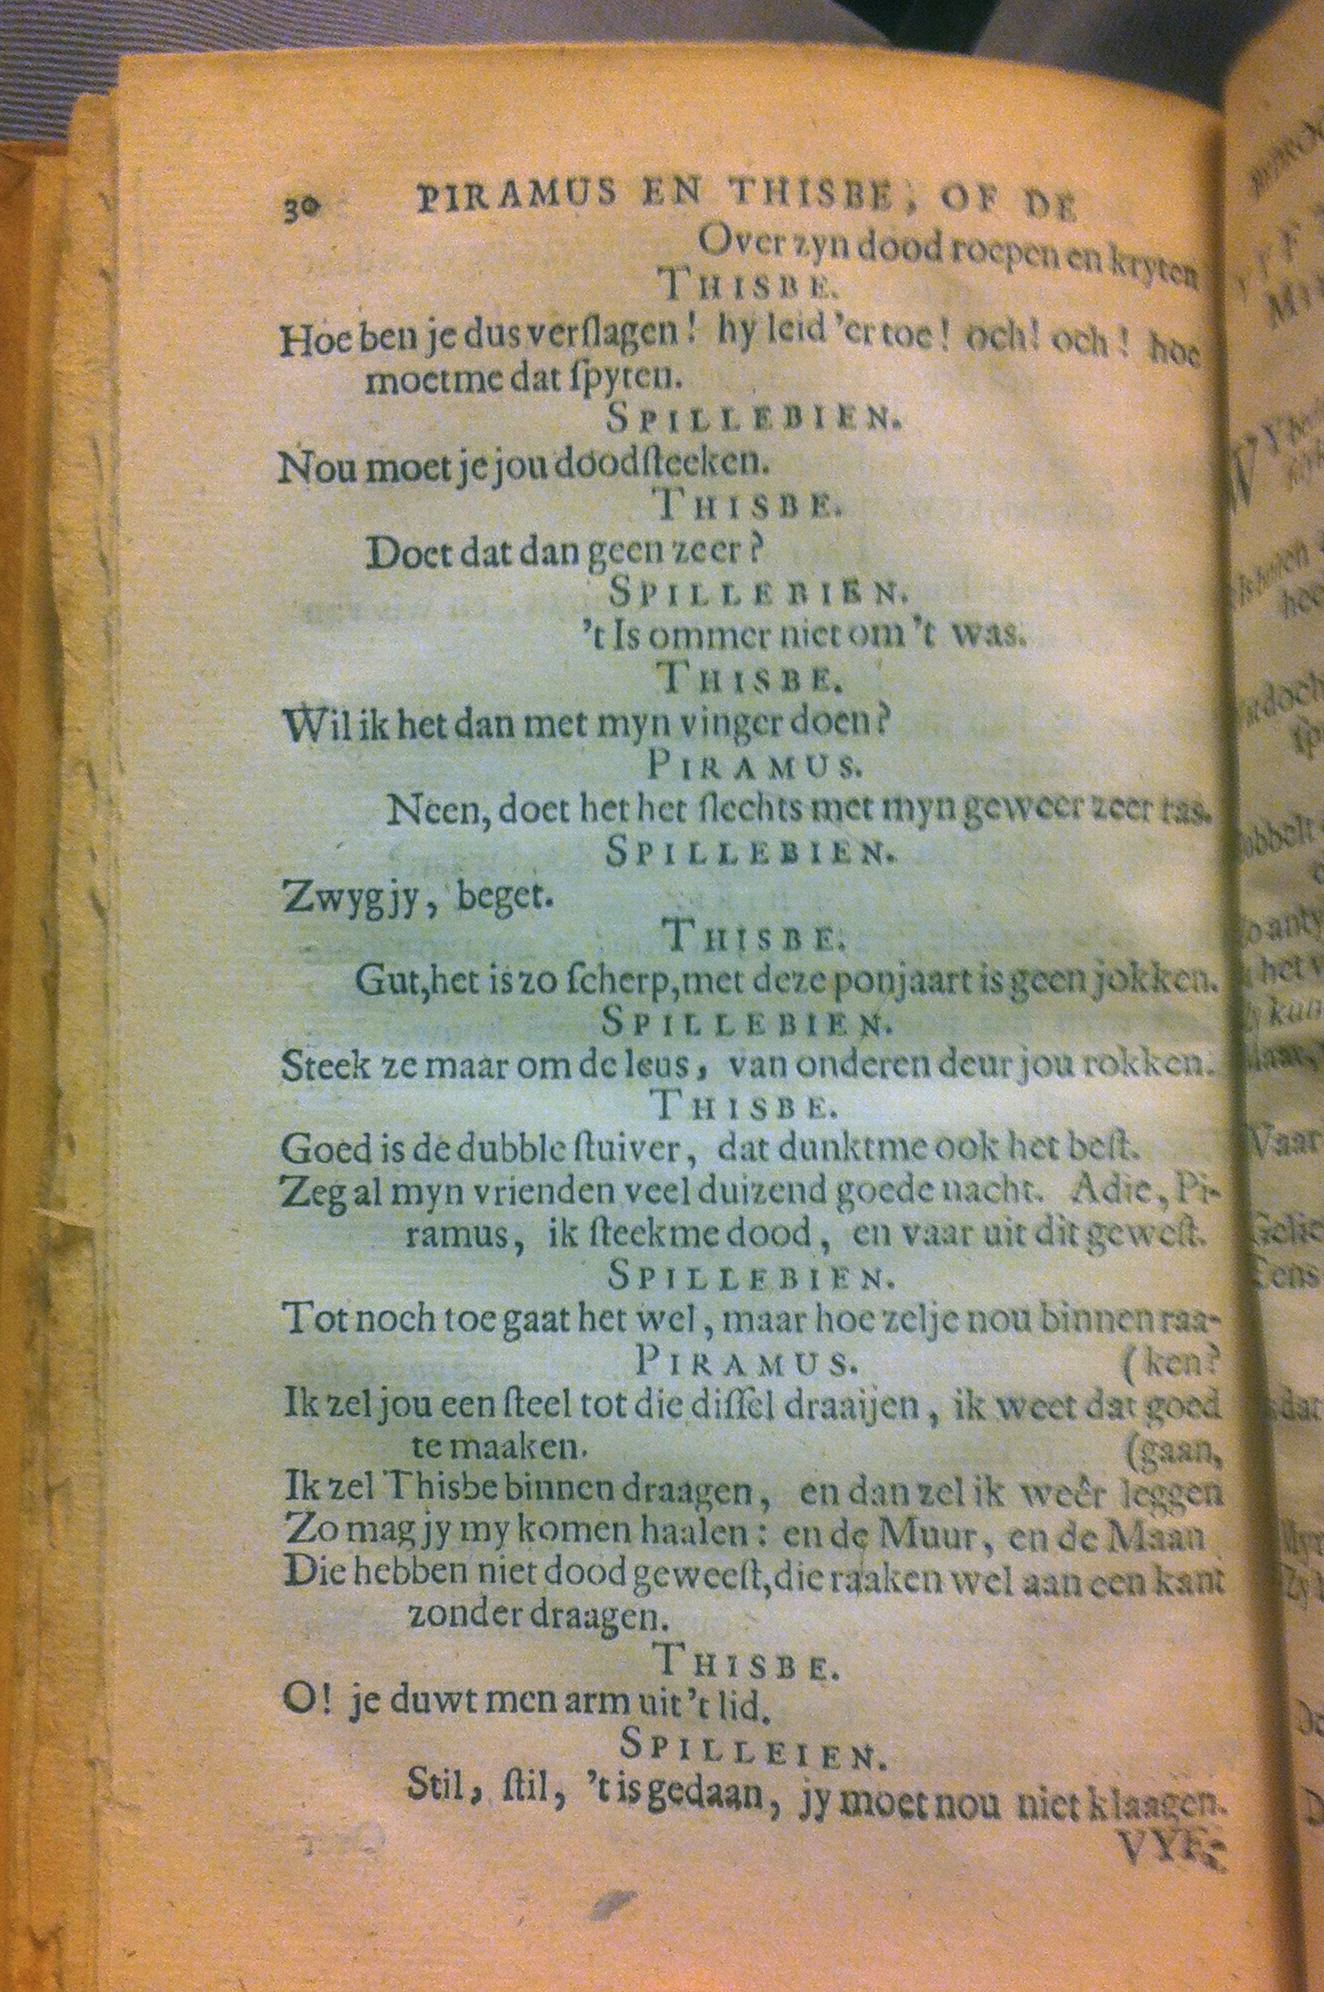 30 PIRAMUS EN THISBE, OF DE
Over zyn dood roepen en kryten
THISBE.
Hoe ben je dus verſlagen! hy leid 'er toe! och! och! hoe
moetme dat ſpyten.
SPILLEBIEN.
Nou moet je jou doodſteeken.
THISBE.
Doet dat dan geen zeer?
SPILLEBIEN.
't Is ommer niet om 't was.
THISBE.
Wil ik het dan met myn vinger doen?
PIRAMUS.
Neen, doet het het ſlechts met myn geweer zeer ras.
SPILLEBIEN.
Zwyg jy, beget.
THISBE.
Gut, het is zo ſcherp, met deze ponjaart is geen jokken.
SPILLEBIEN.
Steek ze maar om de leus, van onderen deur jou rokken.
THISBE.
Goed is de dubble ſtuiver, dat dunktme ook het beſt.
Zeg al myn vrienden veel duizend goede nacht. Adie, Pi-
ramus, ik ſteekme dood, en vaar uit dit geweſt.
SPILLEBIEN.
Tot noch toe gaat het wel, maar hoe zelje nou binnen raa-
PIRAMUS. (ken?
Ik zel jou een ſteel tot die diſſel draaijen, ik weet dat goed
te maaken. (gaan,
Ik zel Thisbe binnen draagen, en dan zel ik weêr leggen
Zo mag jy my komen haalen: en de Muur, en de Maan
Die hebben niet dood geweeſt, die raaken wel aan een kant
zonder draagen.
THISBE.
O! je duwt men arm uit 't lid.
SPILLEIEN.
Stil, ſtil, 't is gedaan, jy moet nou niet klaagen.
VYF-